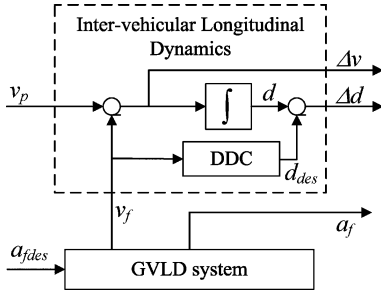 Inter-vehicular Longitudinal
Dynamics
Δv
v_p
∫
d
Δd
DDC
d_des
v_f
a_f
a_fdes
GVLD system